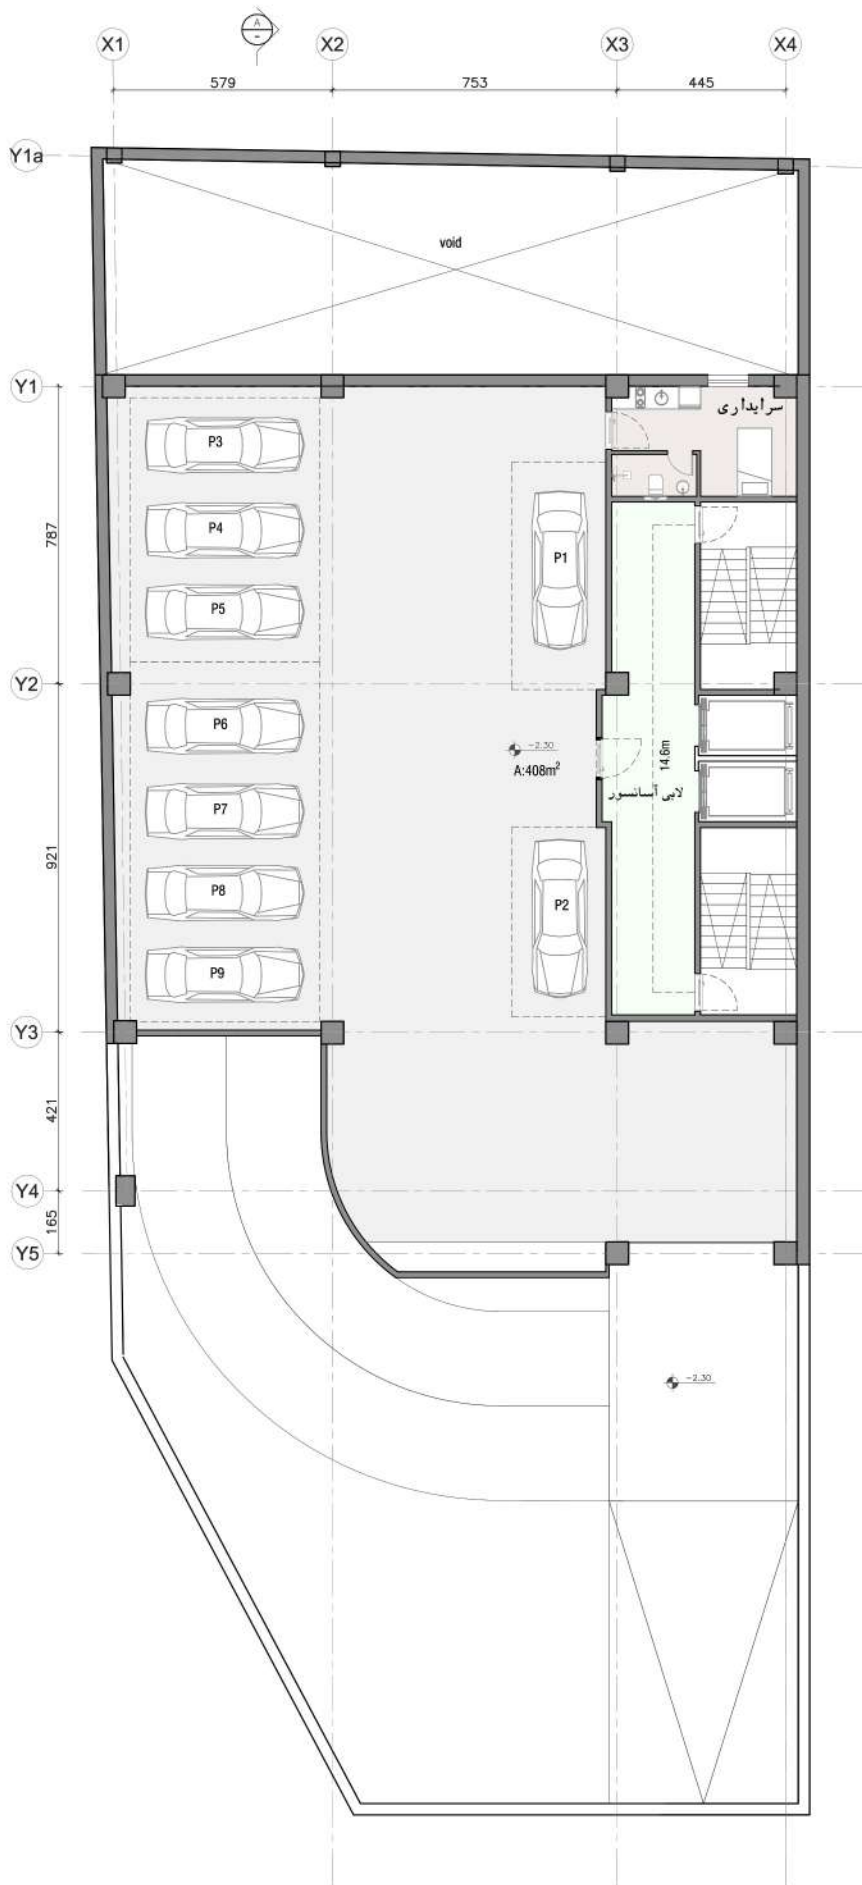 A
-
X1
X2
X3
X4
579
753
445
Y1a
void
Y1
سرایداری
P3
787
P4
P1
P5
Y2
P6
-2.30
14.6m
A:408m²
لابی آسانسور
P7
921
P8
P2
P9
Y3
421
Y4
165
Y5
-2.30